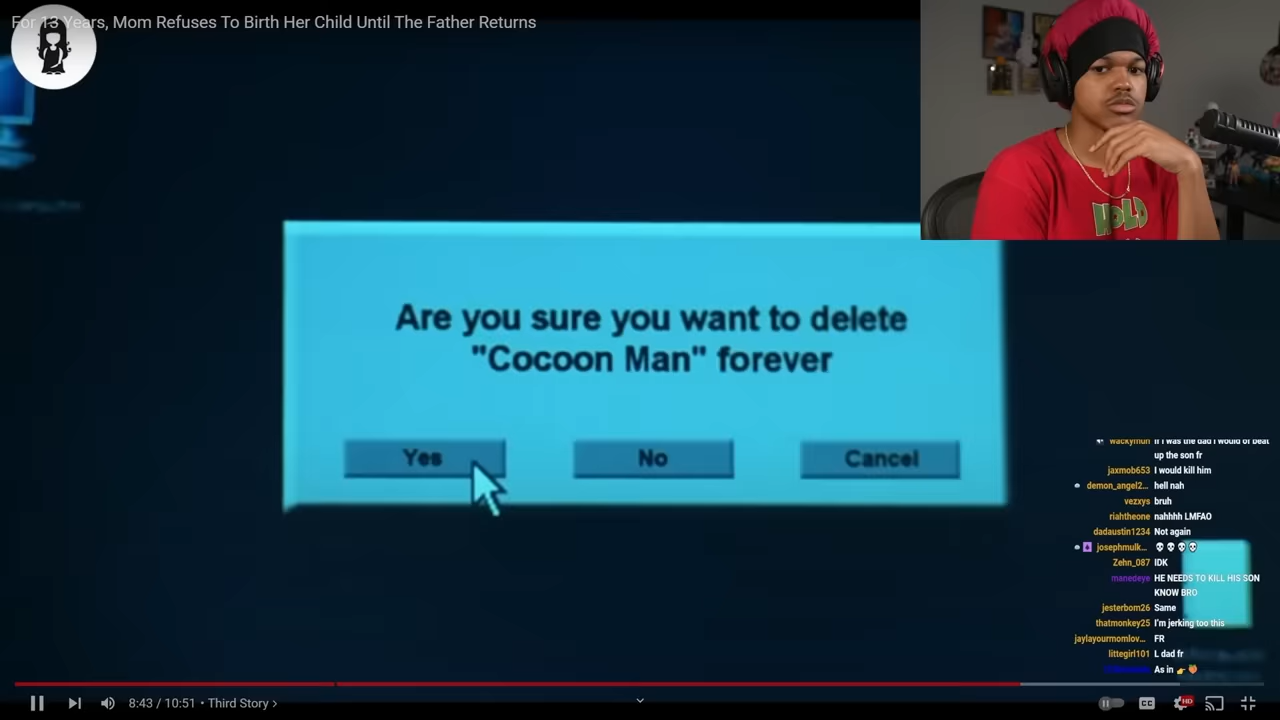 For 13 Years, Mom Refuses To Birth Her Child Until The Father Returns
HOLD
Are you sure you want to delete
"Cocoon Man" forever
Yes
No
Cancel
wackymun If I was the dad I would of beat
up the son fr
jaxmob653 I would kill him
demon_angel2... hell nah
vezxys bruh
riahtheone nahhhh LMFAO
dadaustin1234 Not again
josephmulk... 💀💀💀💀
Zehn_087 IDK
manedeye HE NEEDS TO KILL HIS SON
KNOW BRO
jesterbom26 Same
thatmonkey25 I'm jerking too this
jaylayourmomlov... FR
littegirl101 L dad fr
As in 👉🍑
8:43 / 10:51 • Third Story ›
CC
HD